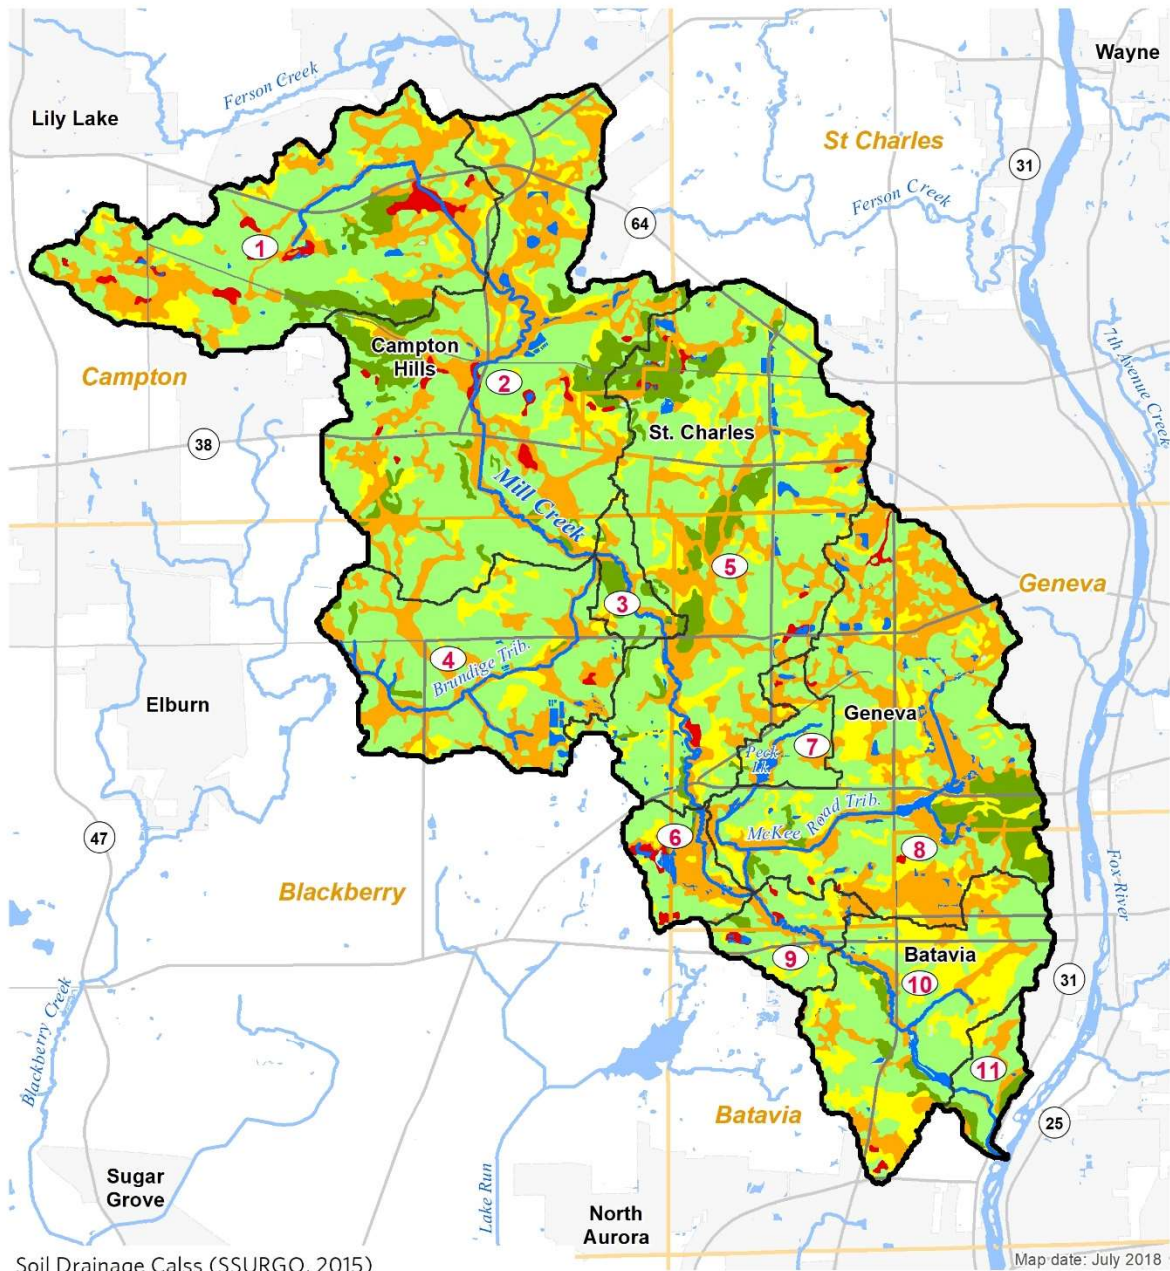 Wayne
Lily Lake
Ferson Creek
St Charles
31
Ferson Creek
64
1
7th Avenue Creek
Campton
Hills
Campton
2
38
St. Charles
Mill Creek
5
Geneva
3
4
Brundige Trib.
Elburn
Geneva
7
Peck
Lk.
McKee Road Trib.
47
6
8
Blackberry
Fox River
Batavia
9
10
31
Blackberry Creek
11
Batavia
25
Sugar
Grove
Lake Run
North
Aurora
Soil Drainage Calss (SSURGO, 2015)
Map date: July 2018